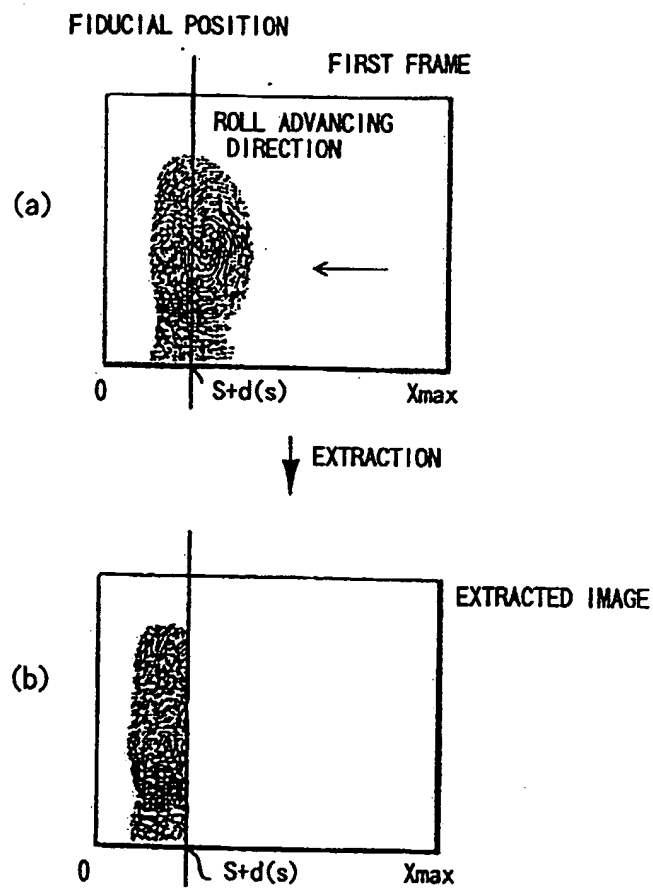 FIDUCIAL POSITION
FIRST FRAME
ROLL ADVANCING
DIRECTION
(a)
0
S+d(s)
Xmax
EXTRACTION
EXTRACTED IMAGE
(b)
0
S+d(s)
Xmax